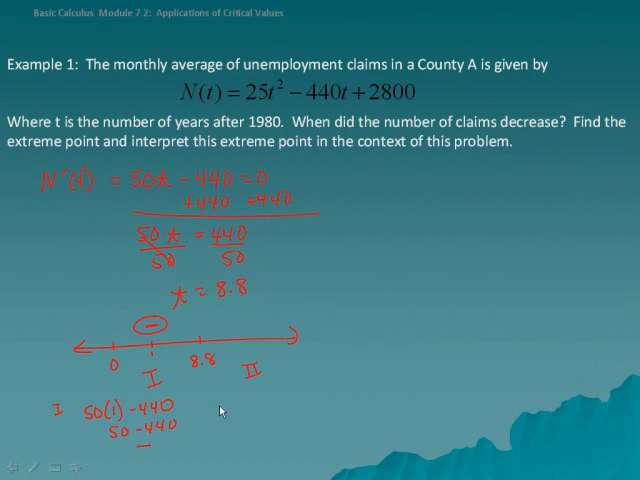 Basic Calculus Module 7.2: Applications of Critical Values
Example 1: The monthly average of unemployment claims in a County A is given by
N(t) = 25t² − 440t + 2800
Where t is the number of years after 1980. When did the number of claims decrease? Find the
extreme point and interpret this extreme point in the context of this problem.
N'(t) = 50t - 440 = 0
+440 +440
50t = 440
50 50
t = 8.8
−
0 8.8
I II
I 50(1) - 440
50 - 440
−